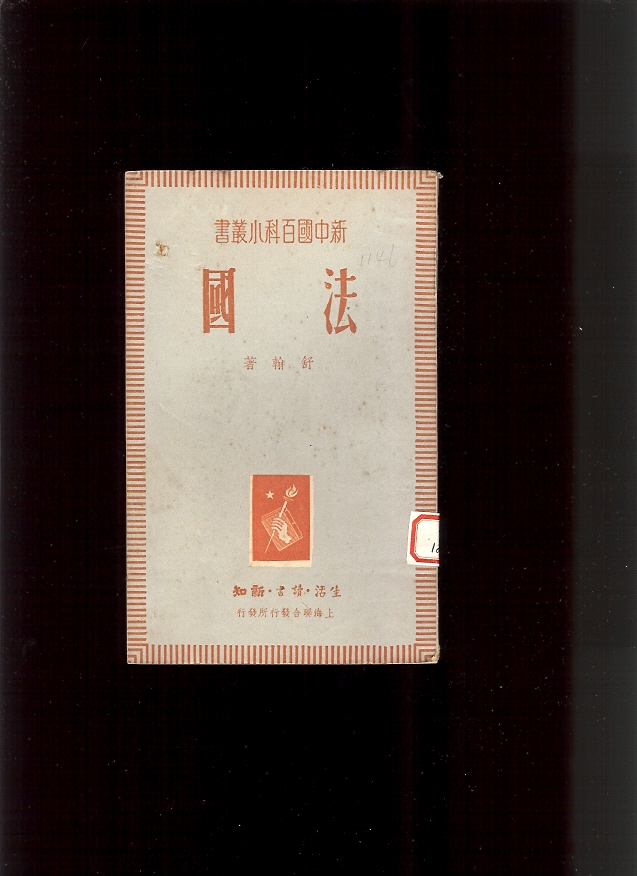 新中國百科小叢書
1146
法國
舒翰著
生活·讀書·新知
上海聯合發行所發行